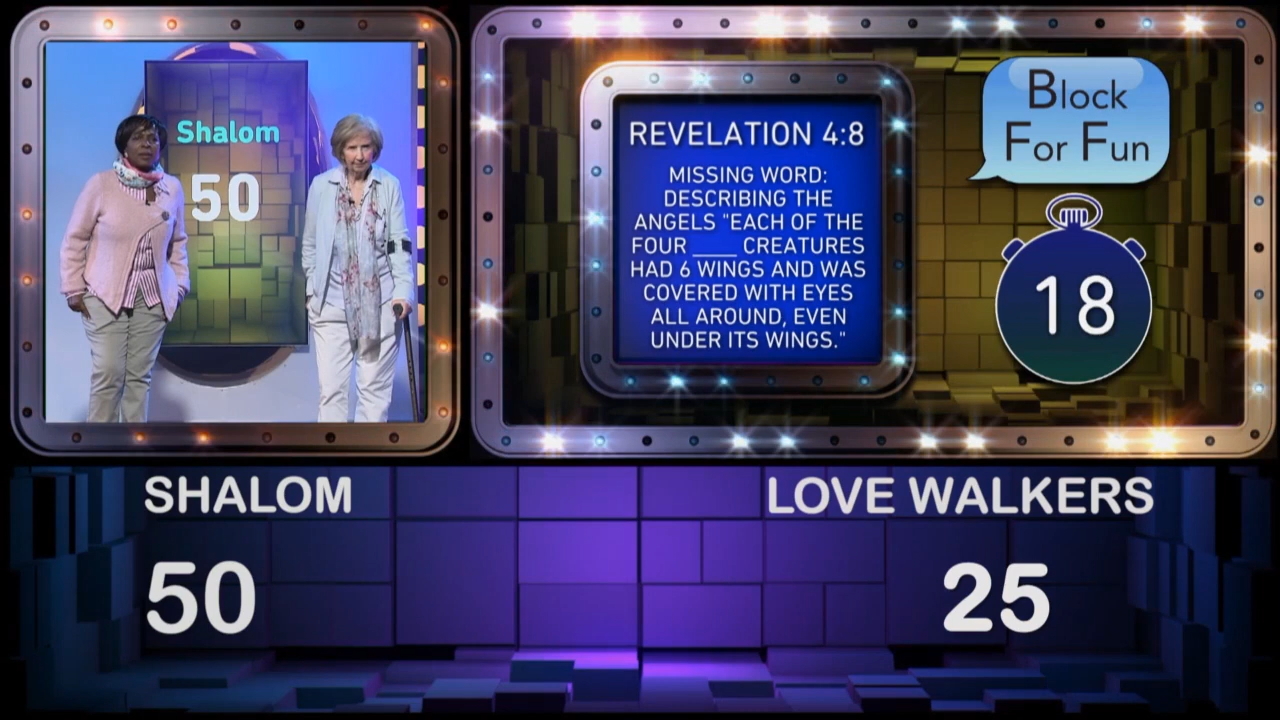 Shalom
50
REVELATION 4:8
MISSING WORD:
DESCRIBING THE
ANGELS "EACH OF THE
FOUR ____ CREATURES
HAD 6 WINGS AND WAS
COVERED WITH EYES
ALL AROUND, EVEN
UNDER ITS WINGS."
Block
For Fun
18
SHALOM
LOVE WALKERS
50
25